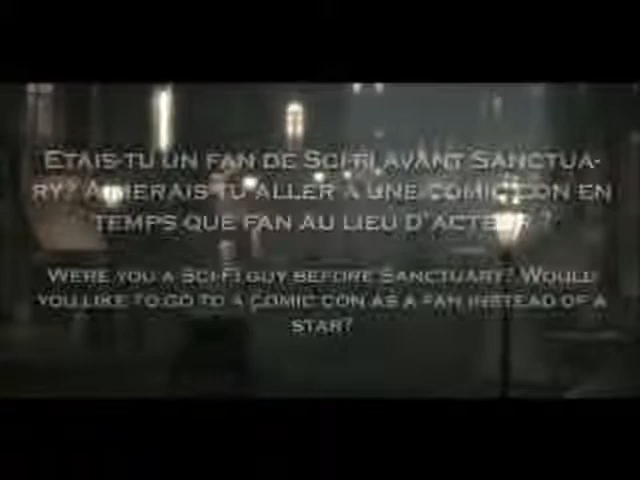 Etais-tu un fan de Sci-Fi avant Sanctua-
ry? Aimerais-tu aller a une comic con en
temps que fan au lieu d'acteur ?
Were you a Sci-Fi guy before Sanctuary? Would
you like to go to a comic con as a fan instead of a
star?